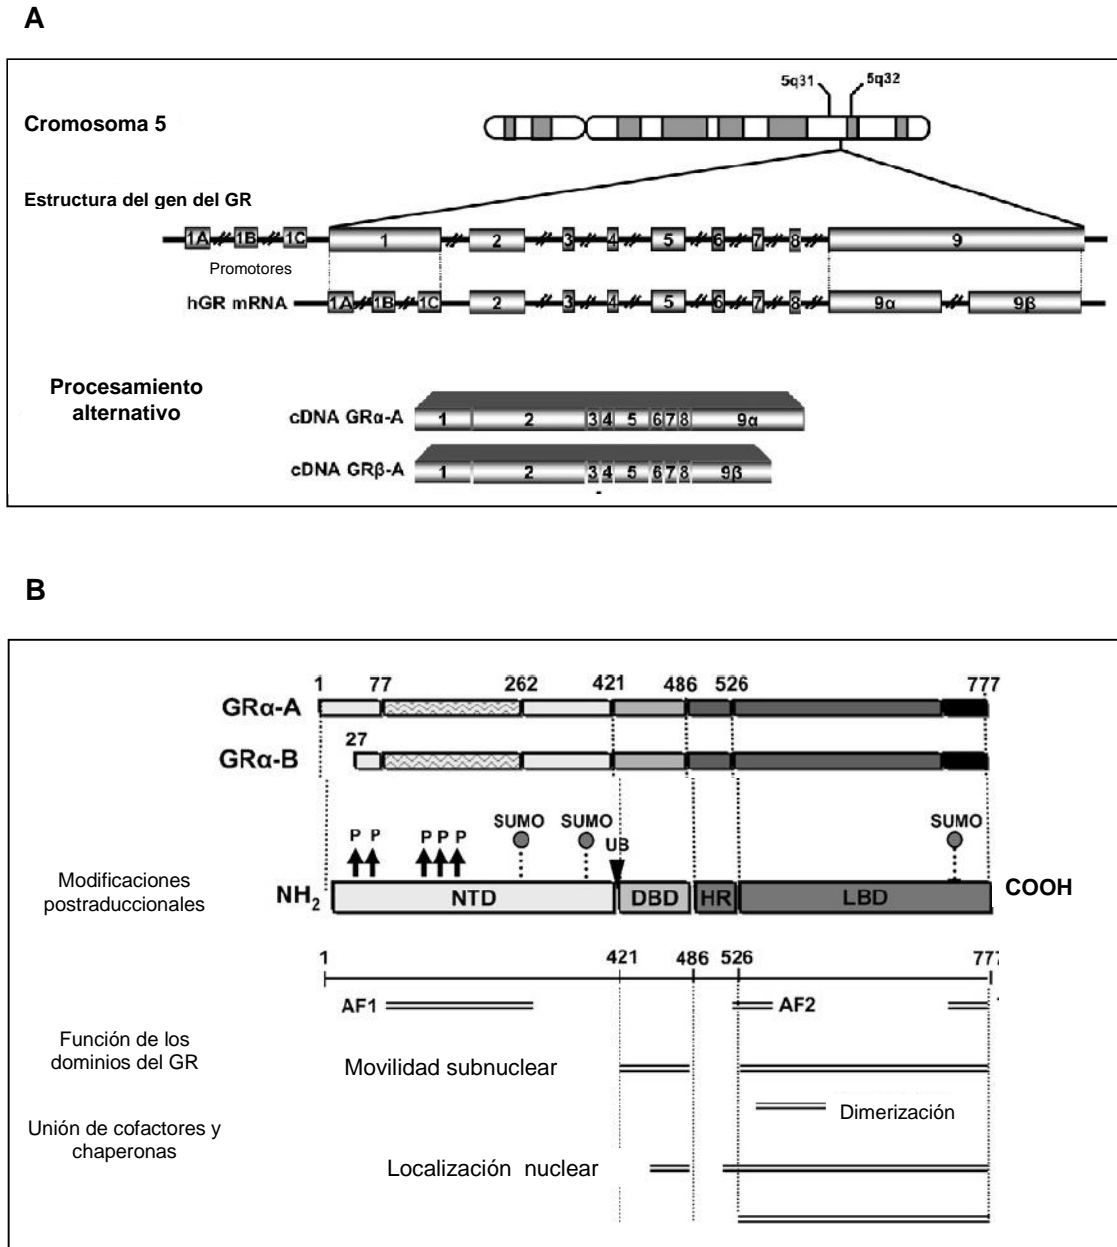 A
5q31 5q32
Cromosoma 5
Estructura del gen del GR
1A 1B 1C 1 2 3 4 5 6 7 8 9
Promotores
hGR mRNA 1A 1B 1C 2 3 4 5 6 7 8 9α 9β
Procesamiento
alternativo
cDNA GRα-A 1 2 3 4 5 6 7 8 9α
cDNA GRβ-A 1 2 3 4 5 6 7 8 9β
B
1 77 262 421 486 526 777
GRα-A
27
GRα-B
P P P P P SUMO SUMO UB SUMO
Modificaciones
postraduccionales
NH2 NTD DBD HR LBD COOH
1 421 486 526 777
AF1 AF2
Función de los
dominios del GR
Movilidad subnuclear
Dimerización
Unión de cofactores y
chaperonas
Localización nuclear